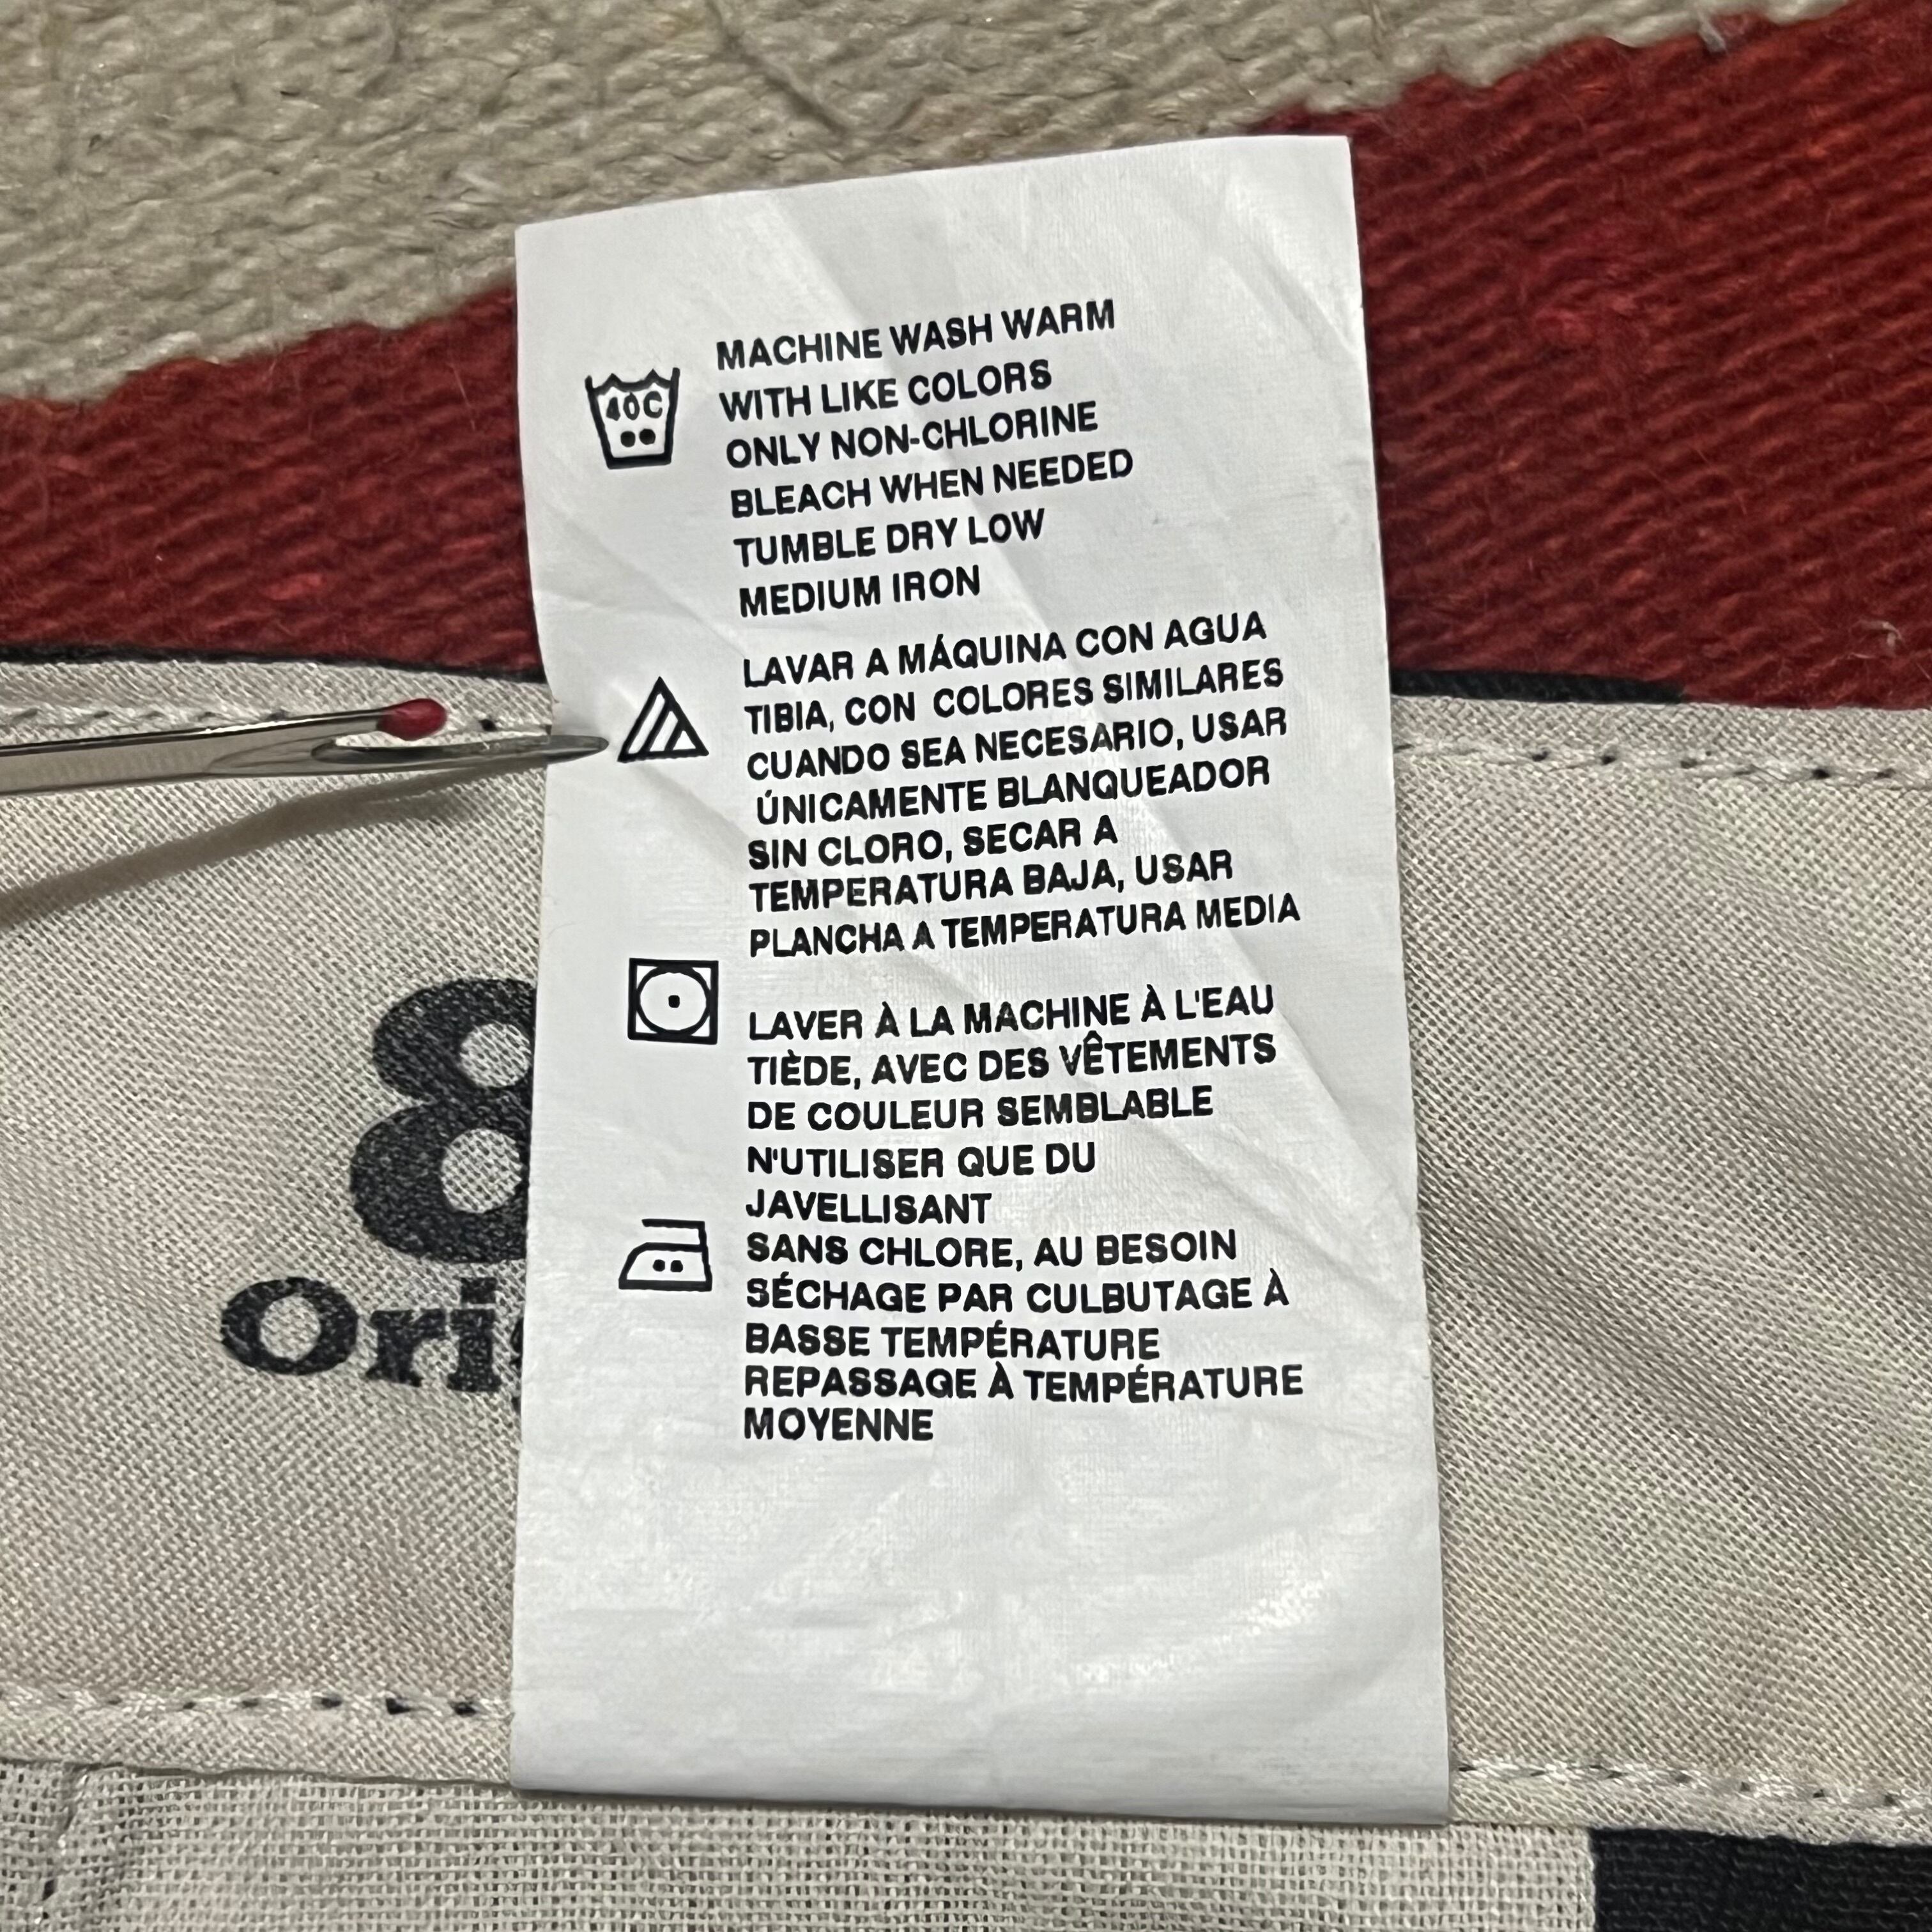 40C
MACHINE WASH WARM
WITH LIKE COLORS
ONLY NON-CHLORINE
BLEACH WHEN NEEDED
TUMBLE DRY LOW
MEDIUM IRON
LAVAR A MÁQUINA CON AGUA
TIBIA, CON COLORES SIMILARES
CUANDO SEA NECESARIO, USAR
ÚNICAMENTE BLANQUEADOR
SIN CLORO, SECAR A
TEMPERATURA BAJA, USAR
PLANCHA A TEMPERATURA MEDIA
LAVER À LA MACHINE À L'EAU
TIÈDE, AVEC DES VÊTEMENTS
DE COULEUR SEMBLABLE
N'UTILISER QUE DU
JAVELLISANT
SANS CHLORE, AU BESOIN
SÉCHAGE PAR CULBUTAGE À
BASSE TEMPÉRATURE
REPASSAGE À TEMPÉRATURE
MOYENNE
8